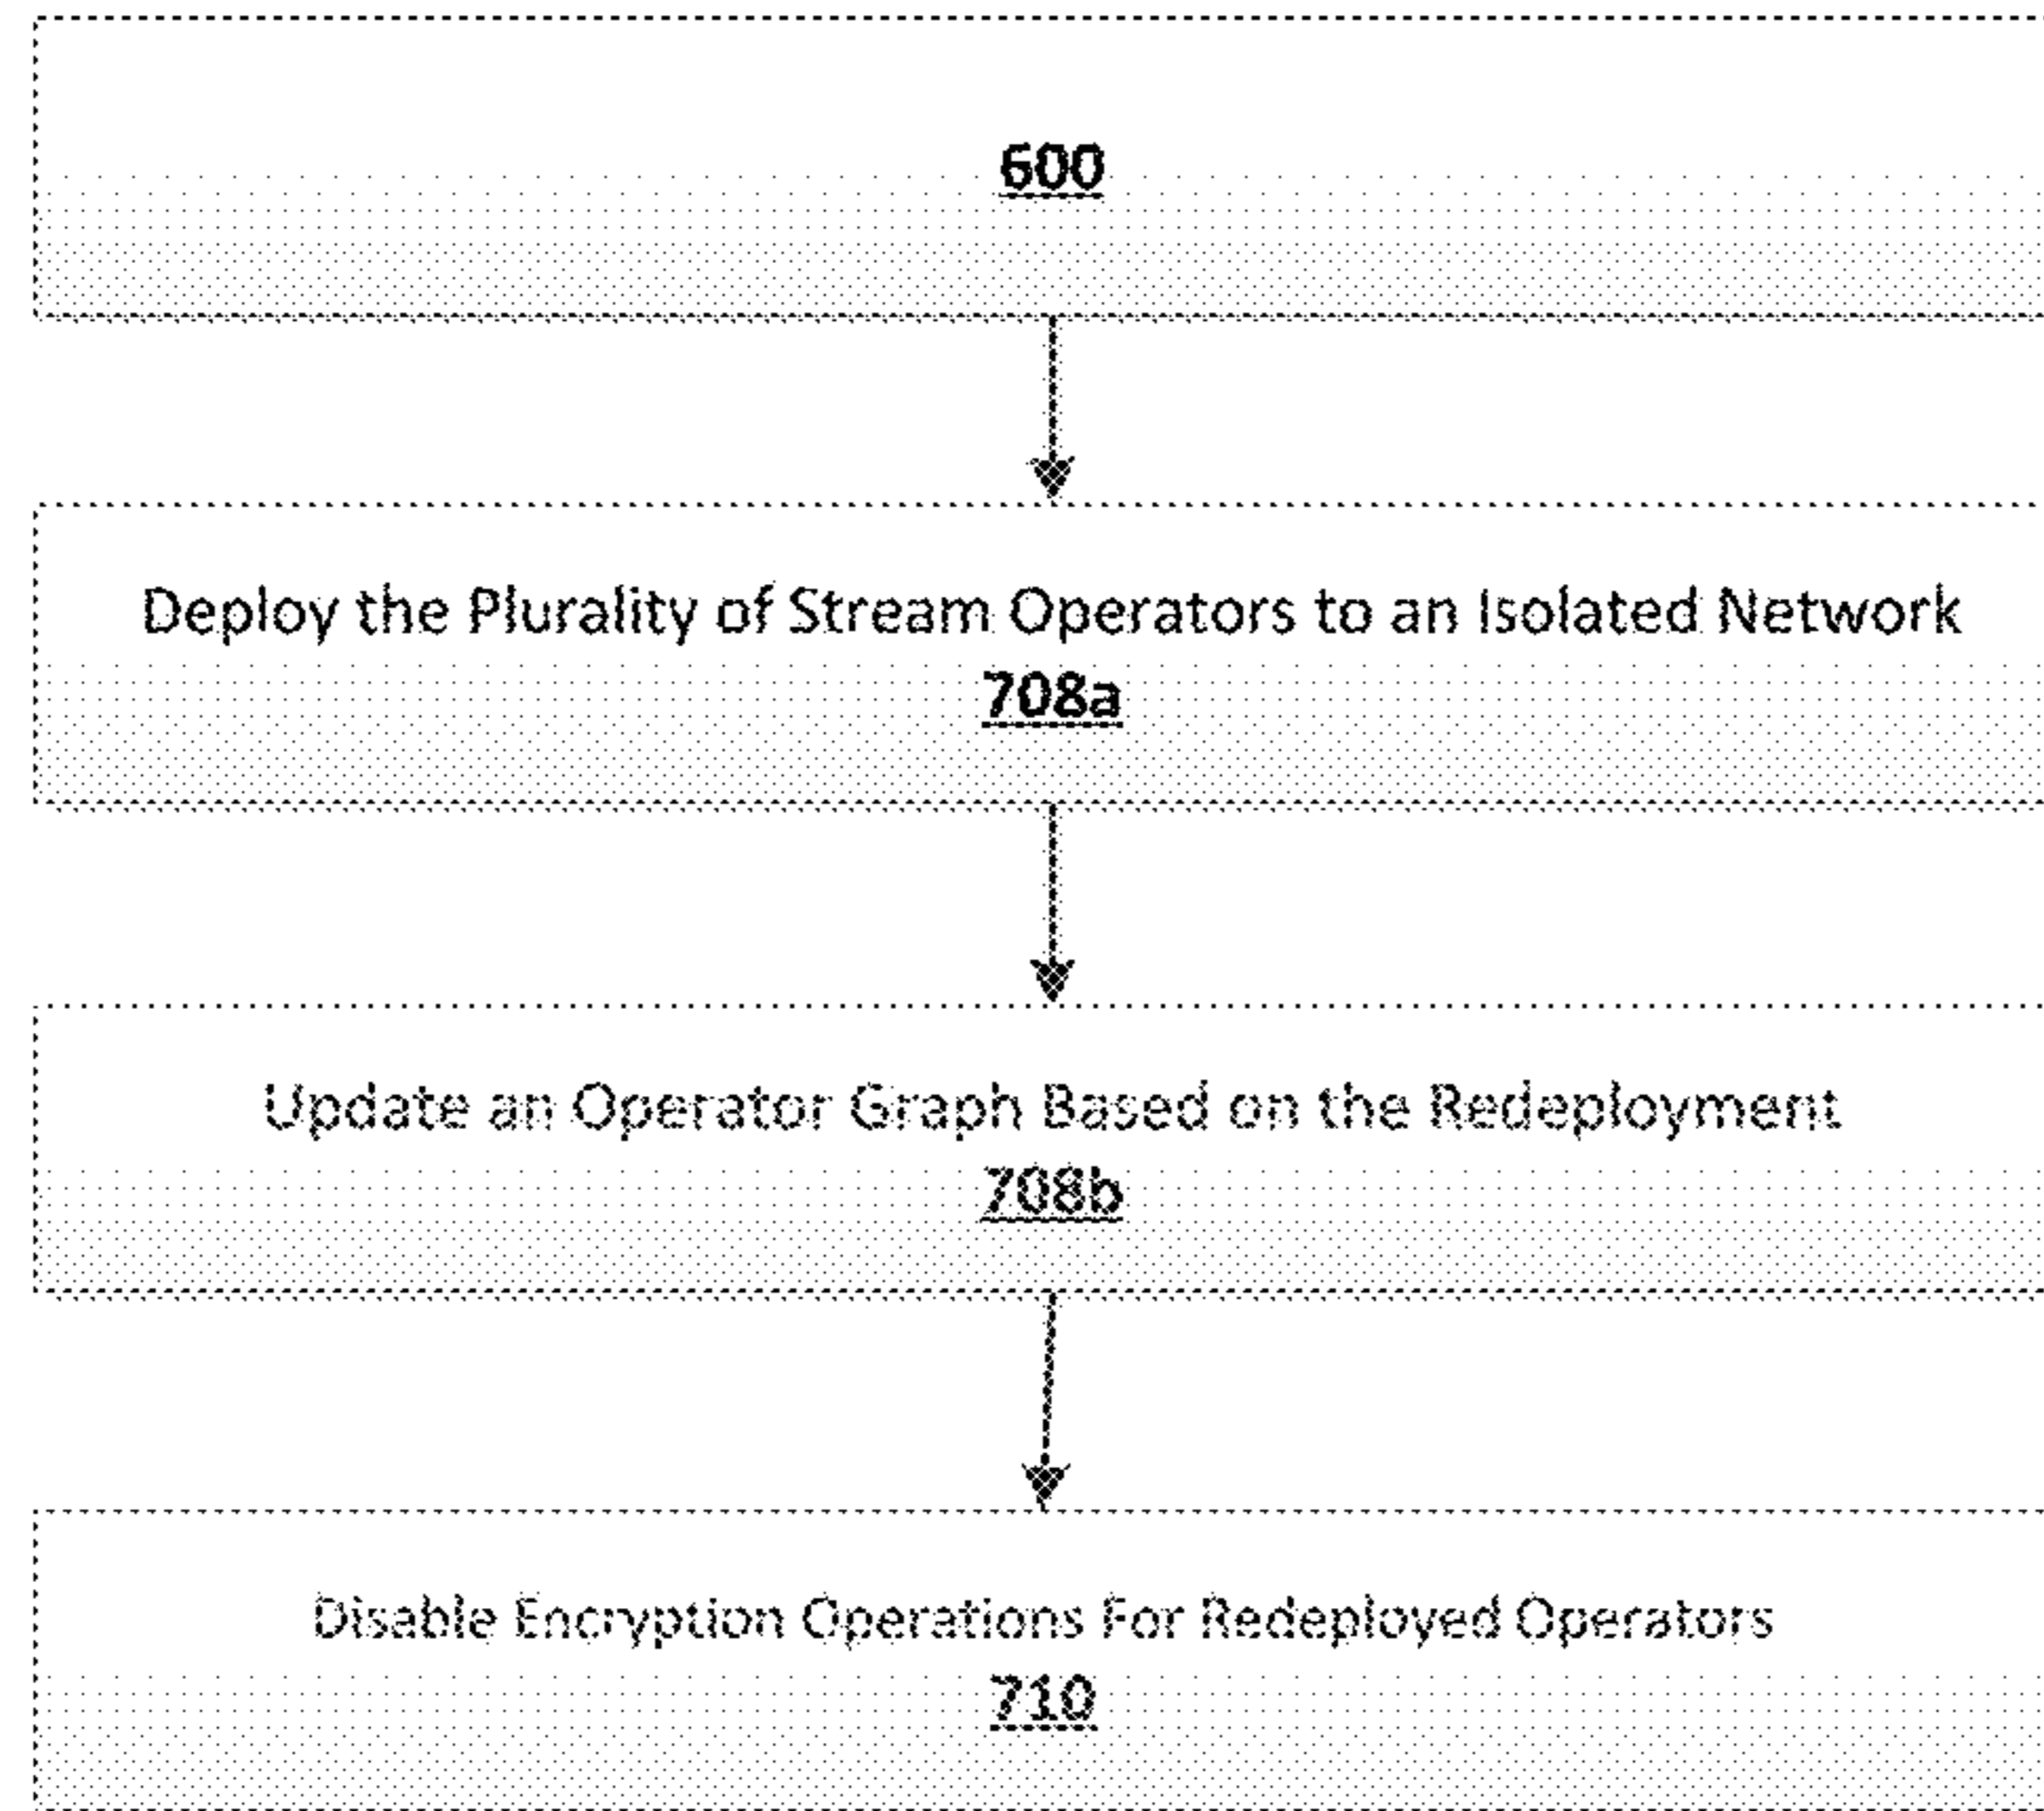 600
Deploy the Plurality of Stream Operators to an Isolated Network
708a
Update an Operator Graph Based on the Redeployment
708b
Disable Encryption Operations For Redeployed Operators
710